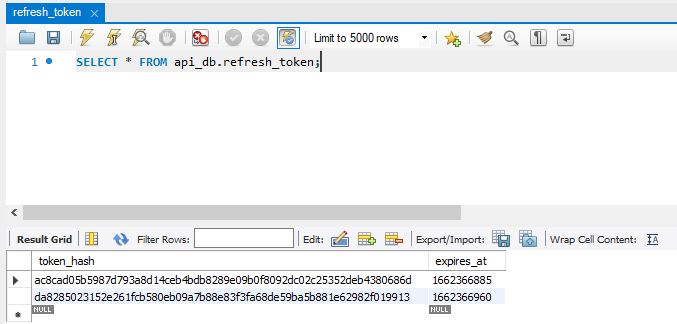 refresh_token
Limit to 5000 rows
1 SELECT * FROM api_db.refresh_token;
Result Grid Filter Rows: Edit: Export/Import: Wrap Cell Content:
token_hash expires_at
ac8cad05b5987d793a8d14ceb4bdb8289e09b0f8092dc02c25352deb4380686d 1662366885
da8285023152e261fcb580eb09a7b88e83f3fa68de59ba5b881e62982f019913 1662366960
NULL NULL